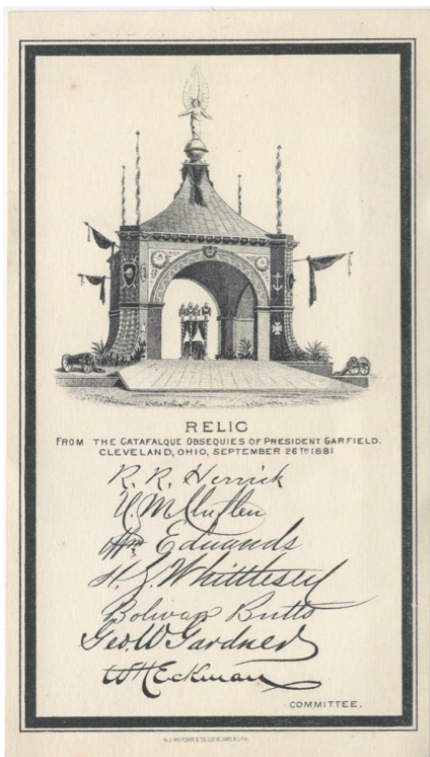 RELIC
FROM THE CATAFALQUE OBSEQUIES OF PRESIDENT GARFIELD.
CLEVELAND, OHIO, SEPTEMBER 26TH 1881
R. R. Herrick
Wm Edwards
H. Whittlesey
Bolivar Butts
Geo. W Gardner
W H Eckman
COMMITTEE.